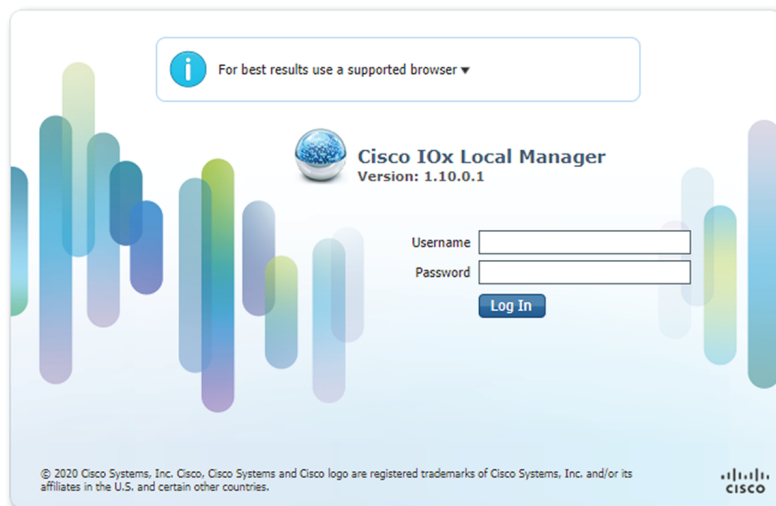 For best results use a supported browser ▾
Cisco IOx Local Manager
Version: 1.10.0.1
Username
Password
Log In
© 2020 Cisco Systems, Inc. Cisco, Cisco Systems and Cisco logo are registered trademarks of Cisco Systems, Inc. and/or its
affiliates in the U.S. and certain other countries.
CISCO